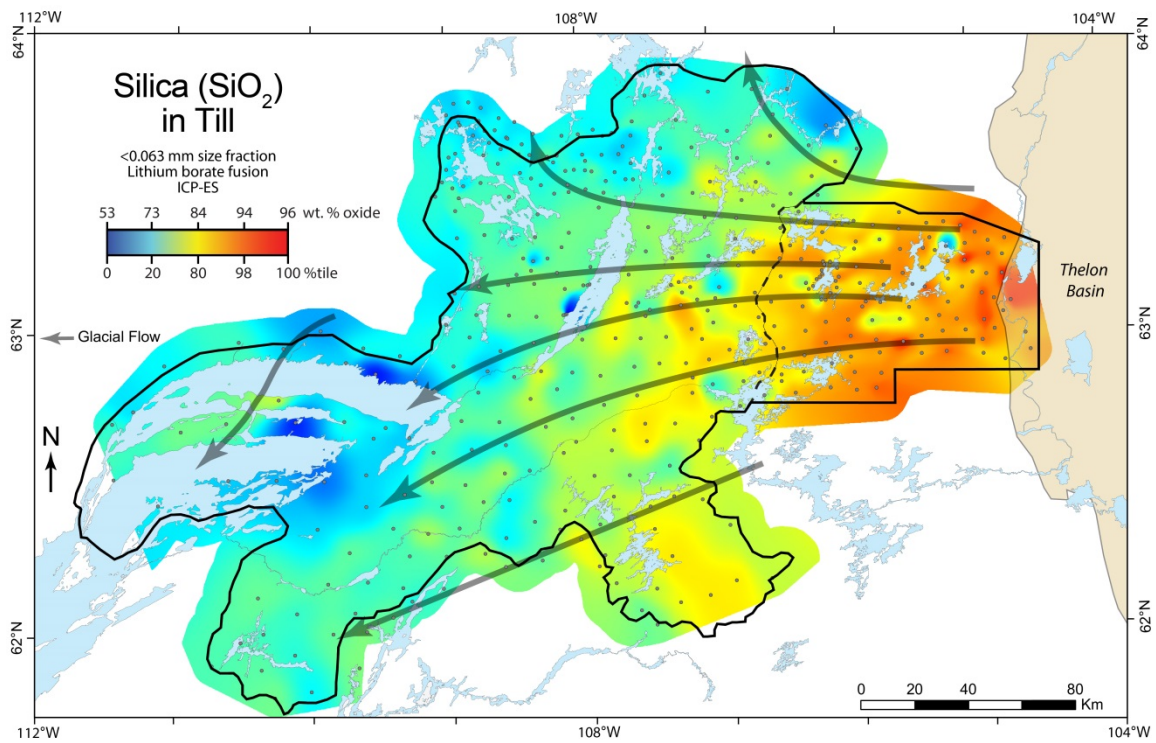 112°W 108°W 104°W
64°N 64°N
Silica (SiO₂)
in Till
<0.063 mm size fraction
Lithium borate fusion
ICP-ES
53 73 84 94 96 wt. % oxide
0 20 80 98 100 %tile
Thelon
Basin
63°N 63°N
Glacial Flow
N
62°N 62°N
0 20 40 80
Km
112°W 108°W 104°W